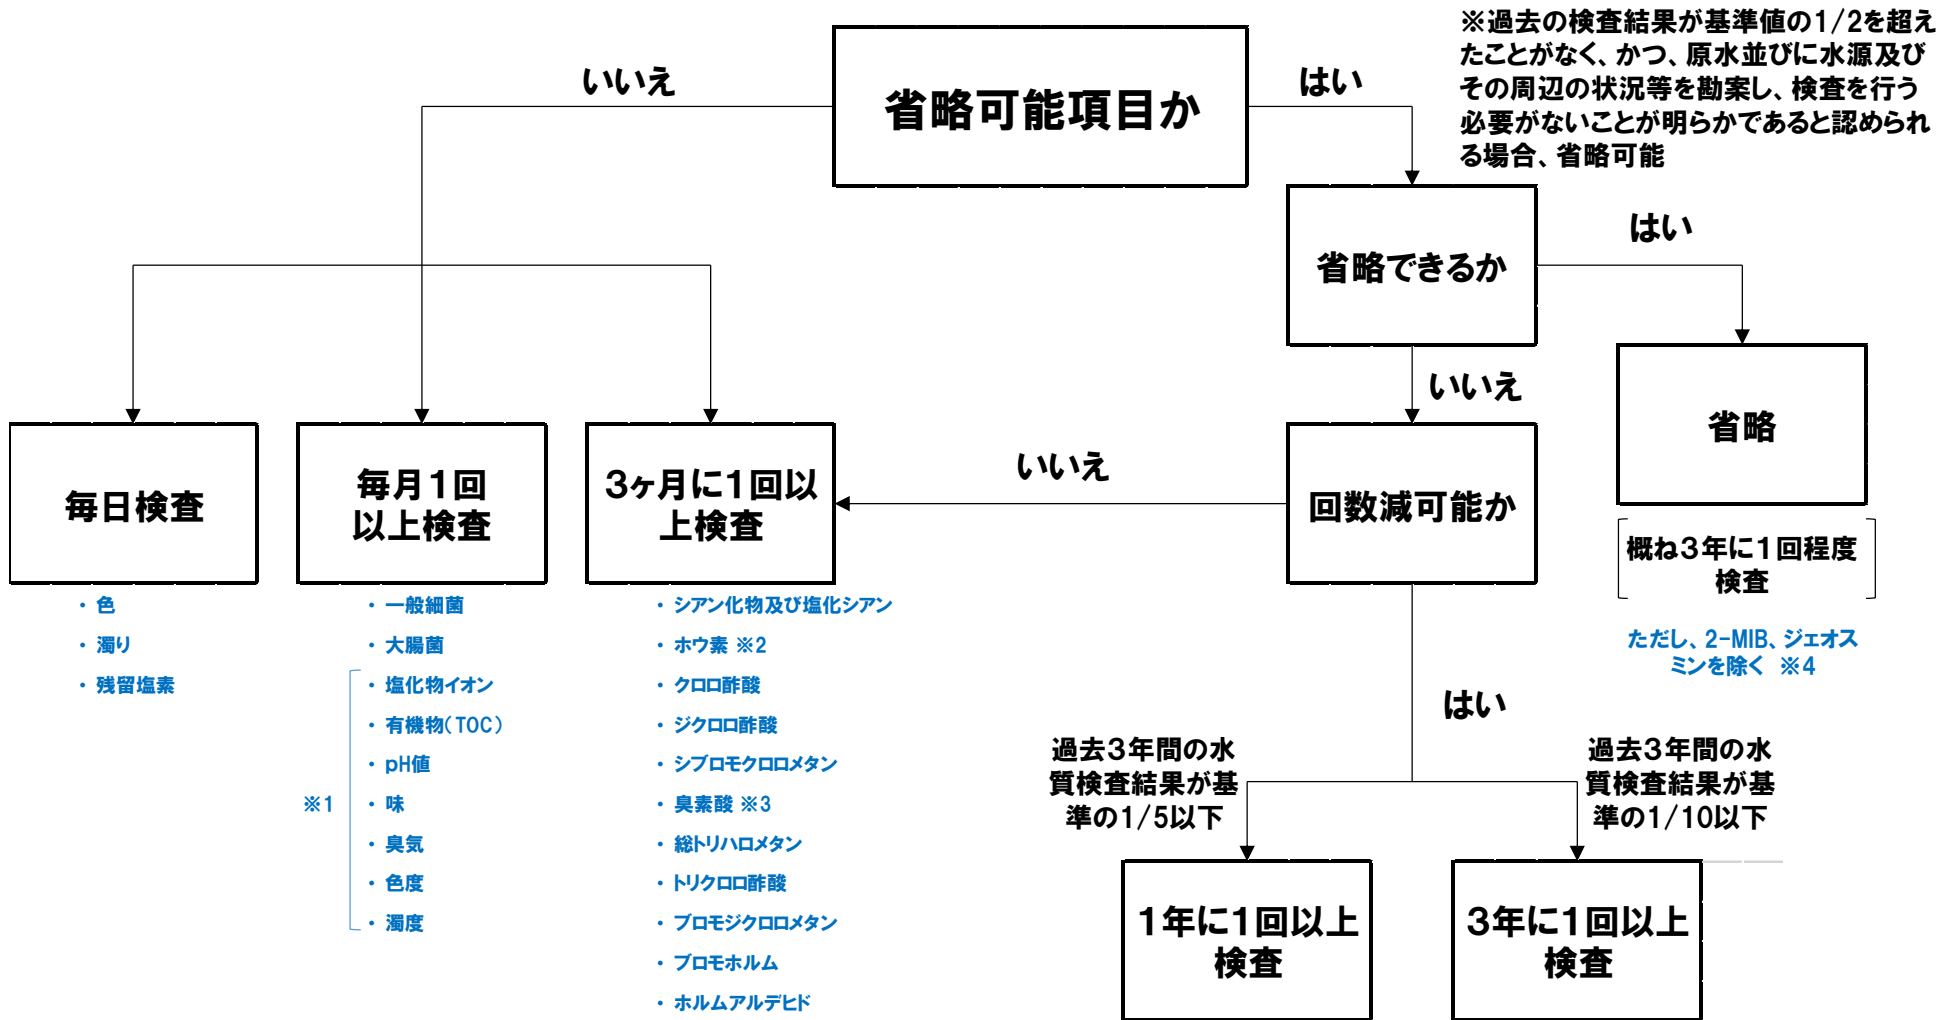 ※過去の検査結果が基準値の1/2を超え
たことがなく、かつ、原水並びに水源及び
その周辺の状況等を勘案し、検査を行う
必要がないことが明らかであると認められ
る場合、省略可能
いいえ
省略可能項目か
はい
省略できるか
はい
いいえ
省略
概ね3年に1回程度
検査
ただし、2-MIB、ジェオス
ミンを除く ※4
回数減可能か
いいえ
毎日検査
毎月1回
以上検査
3ヶ月に1回以
上検査
・ 色
・ 濁り
・ 残留塩素
・ 一般細菌
・ 大腸菌
※1
・ 塩化物イオン
・ 有機物(TOC)
・ pH値
・ 味
・ 臭気
・ 色度
・ 濁度
・ シアン化物及び塩化シアン
・ ホウ素 ※2
・ クロロ酢酸
・ ジクロロ酢酸
・ シブロモクロロメタン
・ 臭素酸 ※3
・ 総トリハロメタン
・ トリクロロ酢酸
・ ブロモジクロロメタン
・ ブロモホルム
・ ホルムアルデヒド
はい
過去3年間の水
質検査結果が基
準の1/5以下
過去3年間の水
質検査結果が基
準の1/10以下
1年に1回以上
検査
3年に1回以上
検査